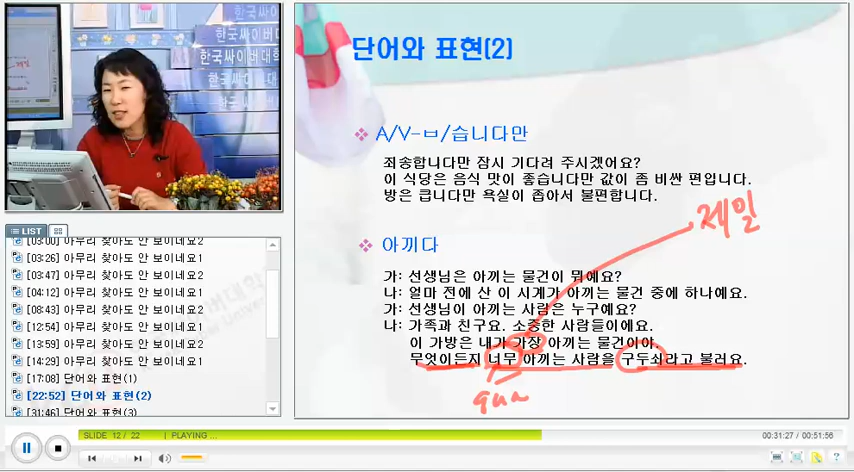 한국싸이버대학
한국싸이버대학
단어와 표현(2)
A/V-ㅂ/습니다만
죄송합니다만 잠시 기다려 주시겠어요?
이 식당은 음식 맛이 좋습니다만 값이 좀 비싼 편입니다.
방은 큽니다만 욕실이 좁아서 불편합니다.
제일
아끼다
가: 선생님은 아끼는 물건이 뭐예요?
나: 얼마 전에 산 이 시계가 아끼는 물건 중에 하나예요.
가: 선생님이 아끼는 사람은 누구예요?
나: 가족과 친구요. 소중한 사람들이에요.
이 가방은 내가 가장 아끼는 물건이야.
무엇이든지 너무 아끼는 사람을 구두쇠라고 불러요.
quá
LIST
[03:00] 아무리 찾아도 안 보이네요2
[03:26] 아무리 찾아도 안 보이네요1
[03:47] 아무리 찾아도 안 보이네요2
[04:12] 아무리 찾아도 안 보이네요1
[08:43] 아무리 찾아도 안 보이네요2
[12:54] 아무리 찾아도 안 보이네요1
[13:59] 아무리 찾아도 안 보이네요2
[14:29] 아무리 찾아도 안 보이네요1
[17:08] 단어와 표현(1)
[22:52] 단어와 표현(2)
[31:46] 단어와 표현(3)
SLIDE 12 / 22 | PLAYING ...
00:31:27 / 00:51:56